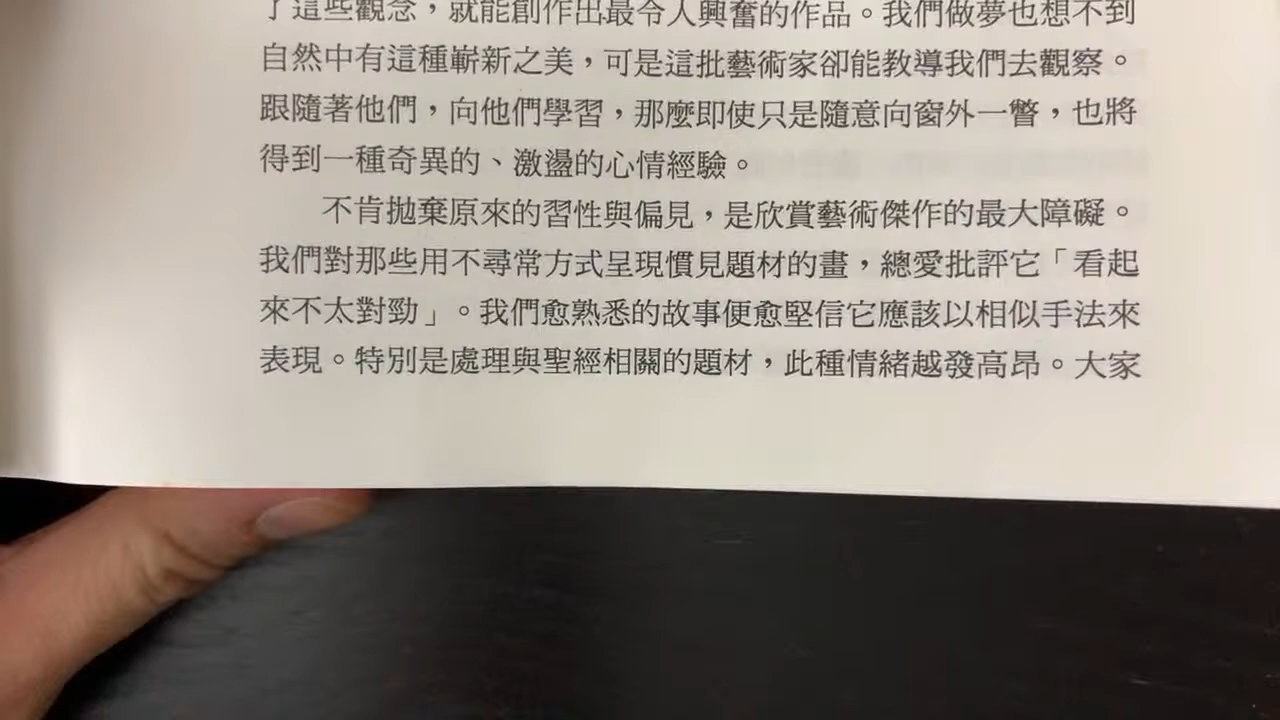 了這些觀念，就能創作出最令人興奮的作品。我們做夢也想不到
自然中有這種嶄新之美，可是這批藝術家卻能教導我們去觀察。
跟隨著他們，向他們學習，那麼即使只是隨意向窗外一瞥，也將
得到一種奇異的、激盪的心情經驗。
不肯拋棄原來的習性與偏見，是欣賞藝術傑作的最大障礙。
我們對那些用不尋常方式呈現慣見題材的畫，總愛批評它「看起
來不太對勁」。我們愈熟悉的故事便愈堅信它應該以相似手法來
表現。特別是處理與聖經相關的題材，此種情緒越發高昂。大家